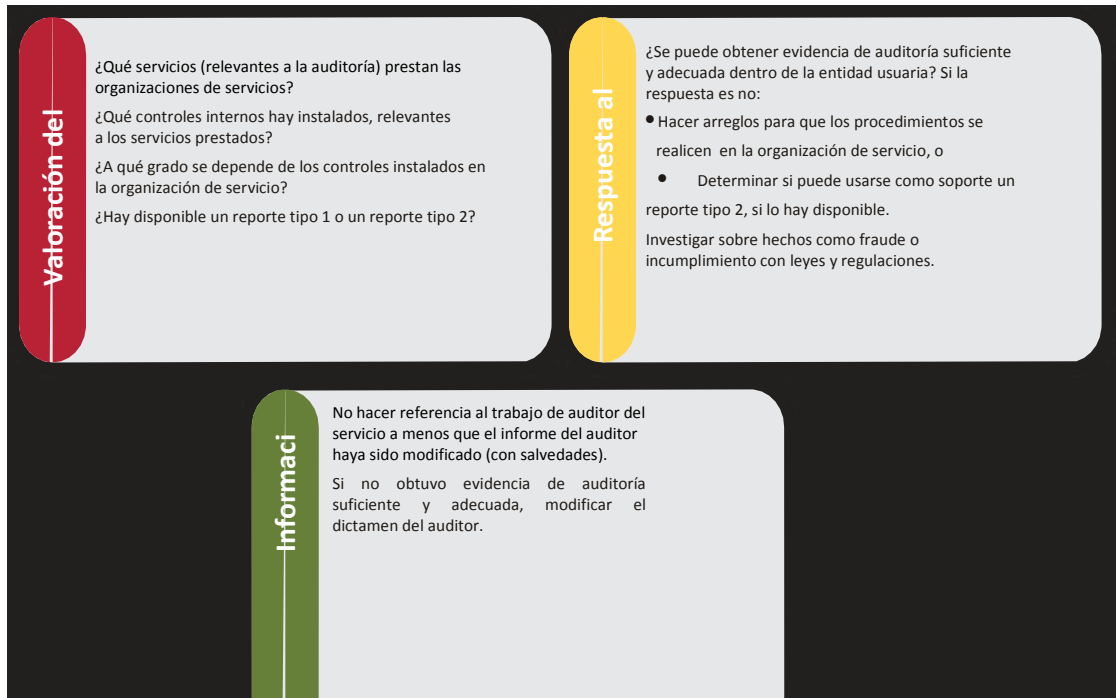 Valoración del
¿Qué servicios (relevantes a la auditoría) prestan las
organizaciones de servicios?
¿Qué controles internos hay instalados, relevantes
a los servicios prestados?
¿A qué grado se depende de los controles instalados en
la organización de servicio?
¿Hay disponible un reporte tipo 1 o un reporte tipo 2?
Respuesta al
¿Se puede obtener evidencia de auditoría suficiente
y adecuada dentro de la entidad usuaria? Si la
respuesta es no:
• Hacer arreglos para que los procedimientos se
realicen en la organización de servicio, o
• Determinar si puede usarse como soporte un
reporte tipo 2, si lo hay disponible.
Investigar sobre hechos como fraude o
incumplimiento con leyes y regulaciones.
Informaci
No hacer referencia al trabajo de auditor del
servicio a menos que el informe del auditor
haya sido modificado (con salvedades).
Si no obtuvo evidencia de auditoría
suficiente y adecuada, modificar el
dictamen del auditor.